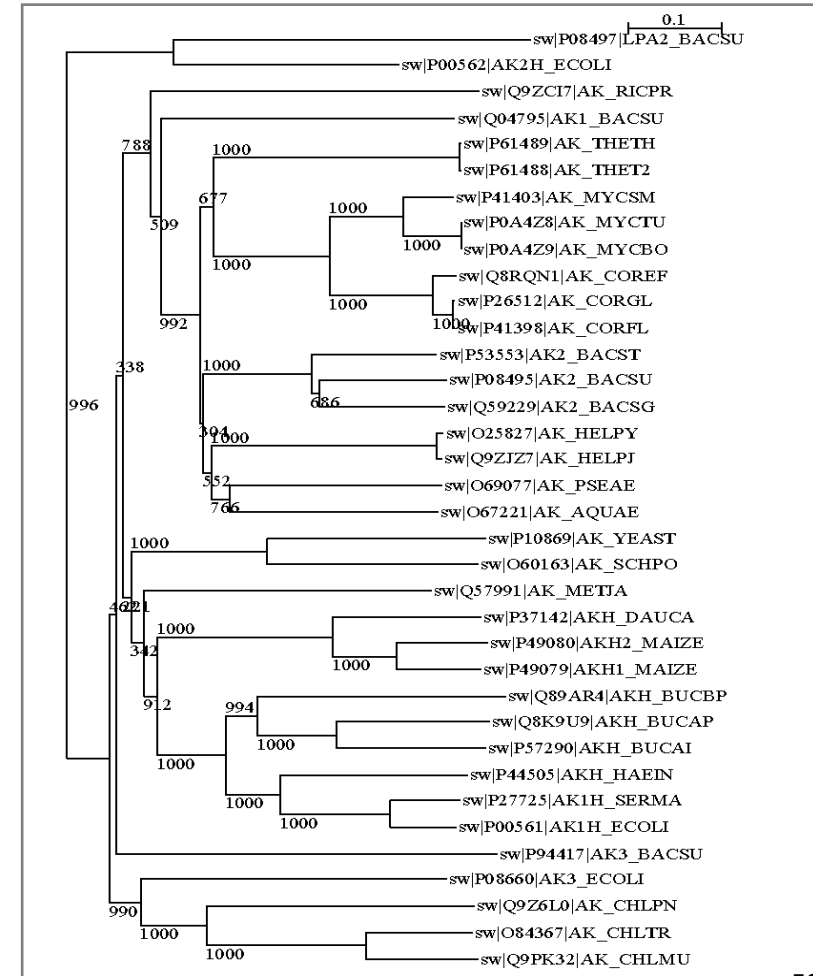 0.1
sw|P08497|LPA2_BACSU
sw|P00562|AK2H_ECOLI
sw|Q9ZCI7|AK_RICPR
sw|Q04795|AK1_BACSU
788
1000
sw|P61489|AK_THETH
sw|P61488|AK_THET2
677
1000
sw|P41403|AK_MYCSM
509
sw|P0A4Z8|AK_MYCTU
1000
sw|P0A4Z9|AK_MYCBO
1000
sw|Q8RQN1|AK_COREF
1000
sw|P26512|AK_CORGL
992
1000
sw|P41398|AK_CORFL
sw|P53553|AK2_BACST
338
1000
sw|P08495|AK2_BACSU
686
996
sw|Q59229|AK2_BACSG
304
1000
sw|O25827|AK_HELPY
sw|Q9ZJZ7|AK_HELPJ
552
sw|O69077|AK_PSEAE
766
sw|O67221|AK_AQUAE
1000
sw|P10869|AK_YEAST
sw|O60163|AK_SCHPO
sw|Q57991|AK_METJA
462
221
1000
sw|P37142|AKH_DAUCA
342
sw|P49080|AKH2_MAIZE
1000
sw|P49079|AKH1_MAIZE
912
994
sw|Q89AR4|AKH_BUCBP
sw|Q8K9U9|AKH_BUCAP
1000
sw|P57290|AKH_BUCAI
1000
sw|P44505|AKH_HAEIN
1000
sw|P27725|AK1H_SERMA
1000
sw|P00561|AK1H_ECOLI
sw|P94417|AK3_BACSU
sw|P08660|AK3_ECOLI
990
sw|Q9Z6L0|AK_CHLPN
1000
sw|O84367|AK_CHLTR
1000
sw|Q9PK32|AK_CHLMU